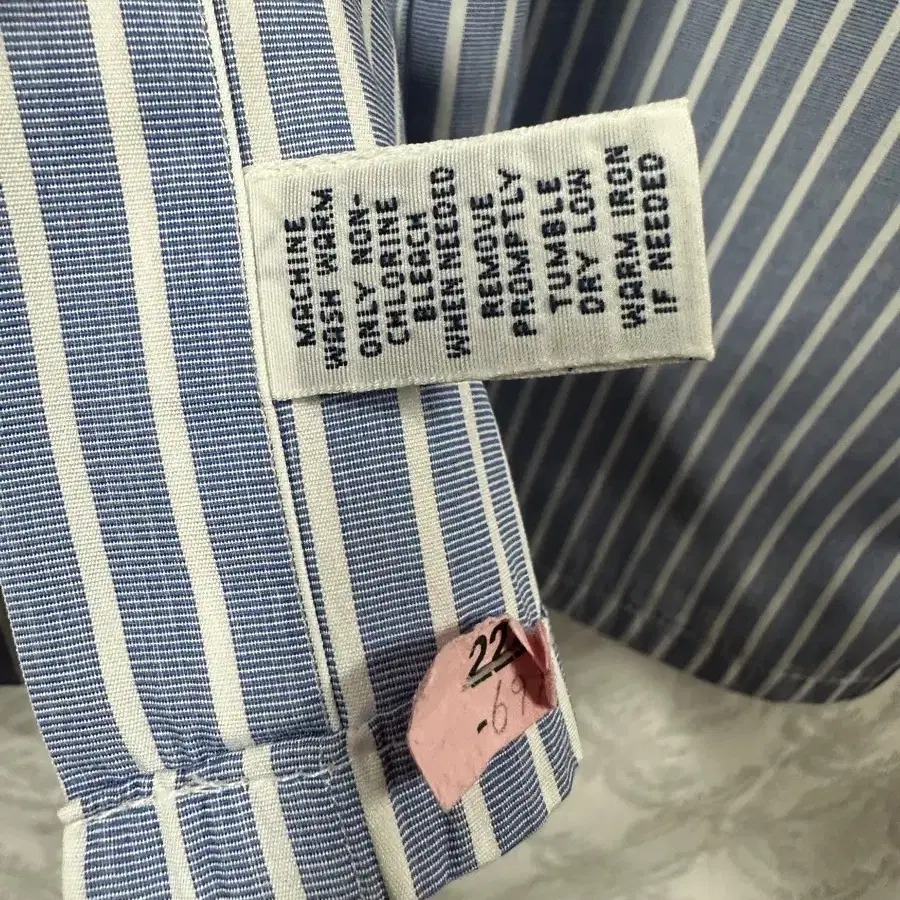 MACHINE
WASH WARM
ONLY NON-
CHLORINE
BLEACH
WHEN NEEDED
REMOVE
PROMPTLY
TUMBLE
DRY LOW
WARM IRON
IF NEEDED
22
-69